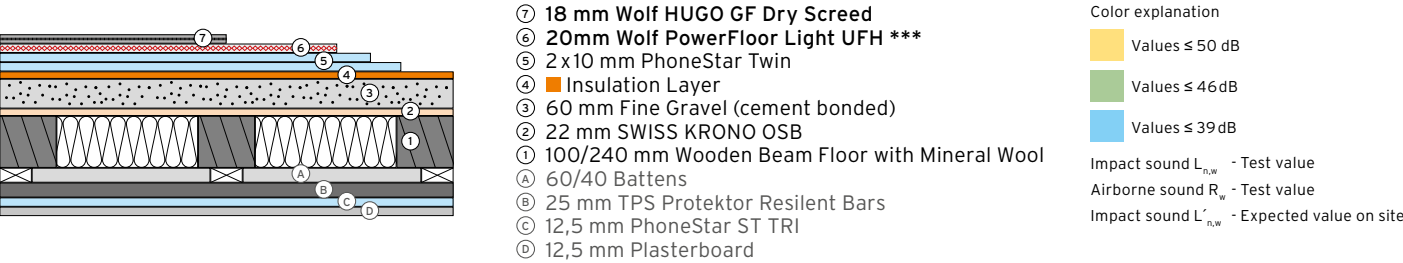 ⑦ 18 mm Wolf HUGO GF Dry Screed
⑥ 20mm Wolf PowerFloor Light UFH ***
⑤ 2x10 mm PhoneStar Twin
④ Insulation Layer
③ 60 mm Fine Gravel (cement bonded)
② 22 mm SWISS KRONO OSB
① 100/240 mm Wooden Beam Floor with Mineral Wool
Ⓐ 60/40 Battens
Ⓑ 25 mm TPS Protektor Resilent Bars
Ⓒ 12,5 mm PhoneStar ST TRI
Ⓓ 12,5 mm Plasterboard
Color explanation
Values ≤ 50 dB
Values ≤ 46dB
Values ≤ 39dB
Impact sound Ln,w - Test value
Airborne sound Rw - Test value
Impact sound L´n,w - Expected value on site
⑦
⑥
⑤
④
③
②
①
Ⓐ
Ⓑ
Ⓒ
Ⓓ